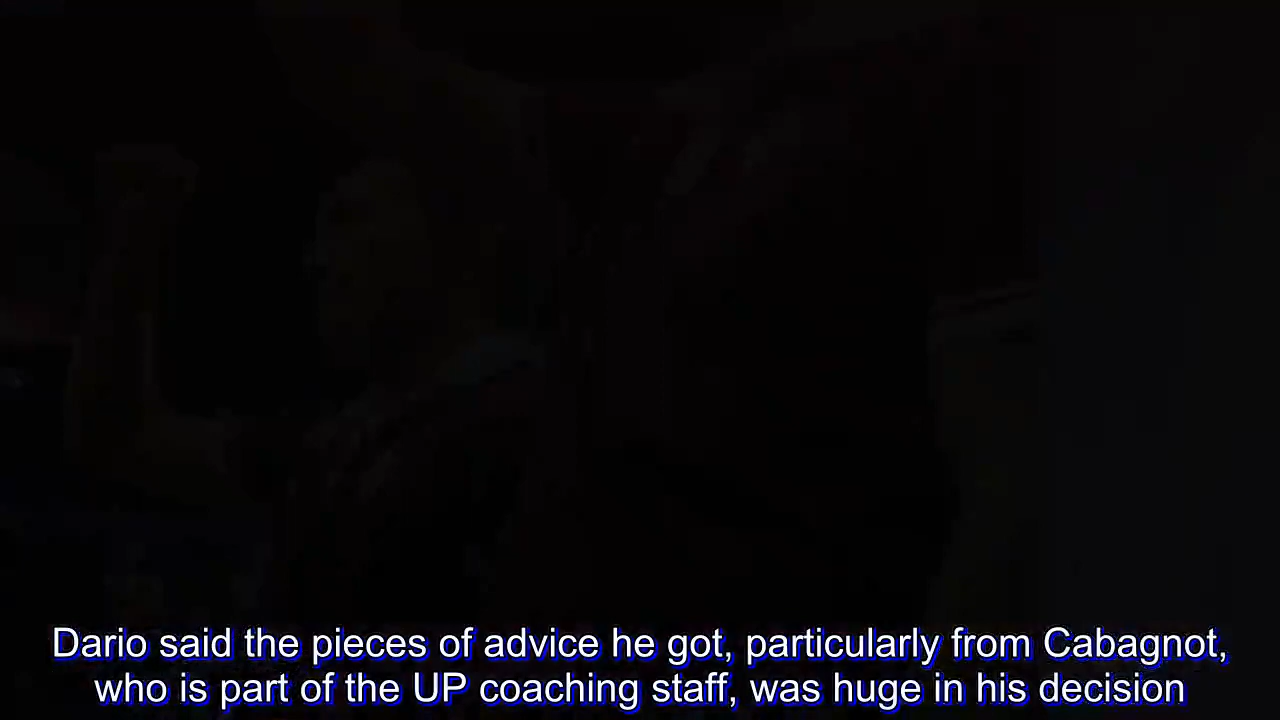 Dario said the pieces of advice he got, particularly from Cabagnot,
who is part of the UP coaching staff, was huge in his decision